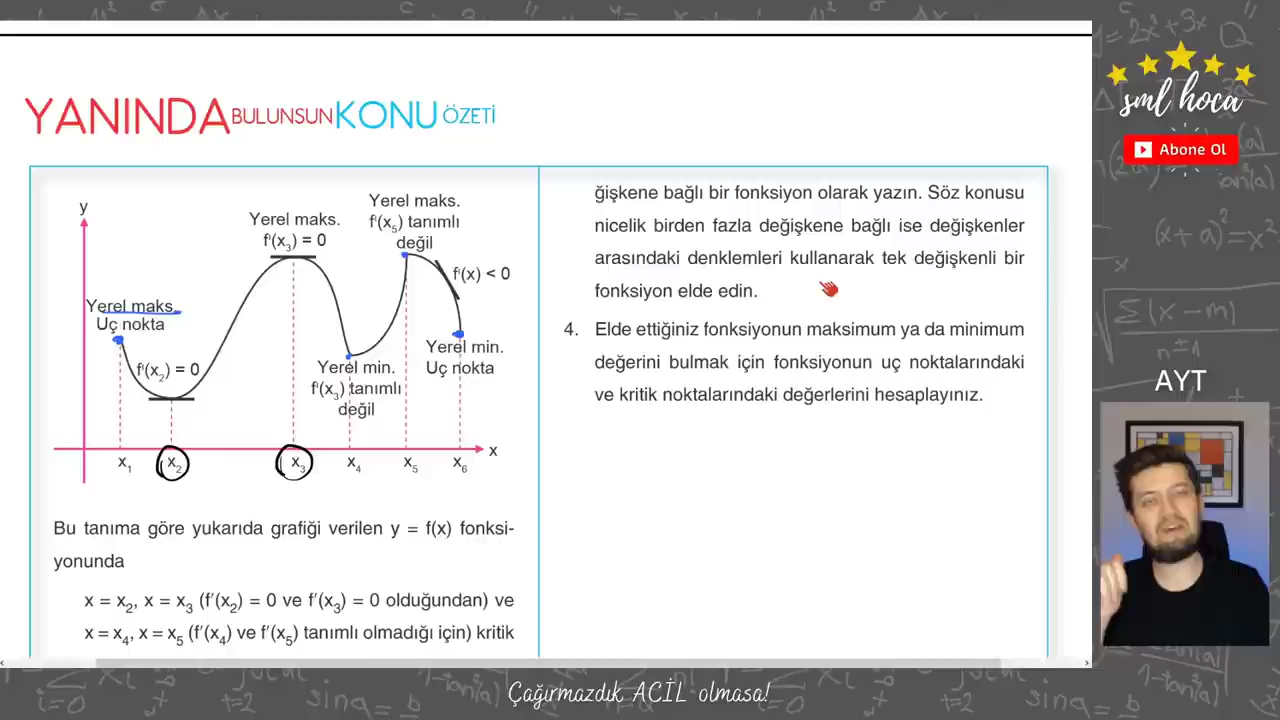 YANINDA BULUNSUN KONU ÖZETİ
y
Yerel maks.
f'(x5) tanımlı
değil
Yerel maks.
f'(x3) = 0
f'(x) < 0
Yerel maks.
Uç nokta
f'(x2) = 0
Yerel min.
f'(x3) tanımlı
değil
Yerel min.
Uç nokta
x
x1 x2 x3 x4 x5 x6
Bu tanıma göre yukarıda grafiği verilen y = f(x) fonksi-
yonunda
x = x2, x = x3 (f'(x2) = 0 ve f'(x3) = 0 olduğundan) ve
x = x4, x = x5 (f'(x4) ve f'(x5) tanımlı olmadığı için) kritik
ğişkene bağlı bir fonksiyon olarak yazın. Söz konusu
nicelik birden fazla değişkene bağlı ise değişkenler
arasındaki denklemleri kullanarak tek değişkenli bir
fonksiyon elde edin.
4. Elde ettiğiniz fonksiyonun maksimum ya da minimum
değerini bulmak için fonksiyonun uç noktalarındaki
ve kritik noktalarındaki değerlerini hesaplayınız.
sml hoca
Abone Ol
AYT
Çağırmazdık ACİL olmasa!